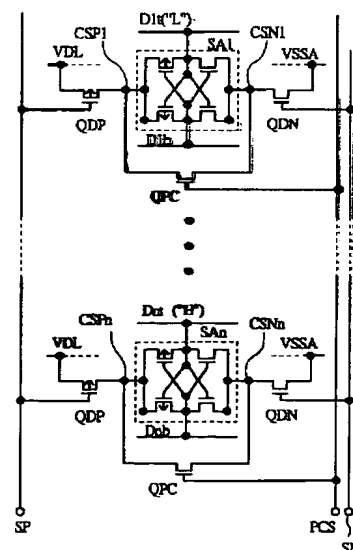 D1t("L")
CSP1 SA1 CSN1
VDL VSSA
QDP QDN
D1b
QPC
Dnt ("H")
CSPn SAn CSNn
VDL VSSA
QDP QDN
Dnb
QPC
SP PCS